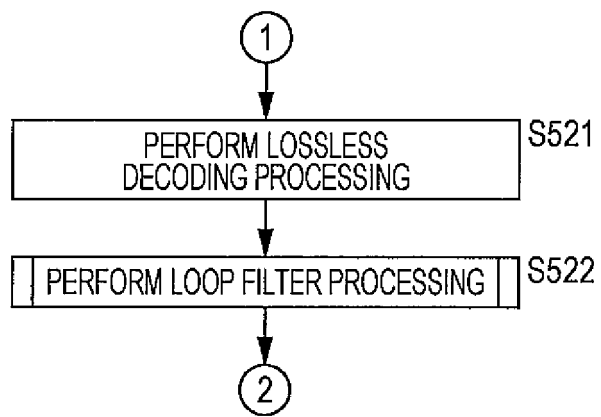 1
PERFORM LOSSLESS
DECODING PROCESSING
S521
PERFORM LOOP FILTER PROCESSING
S522
2